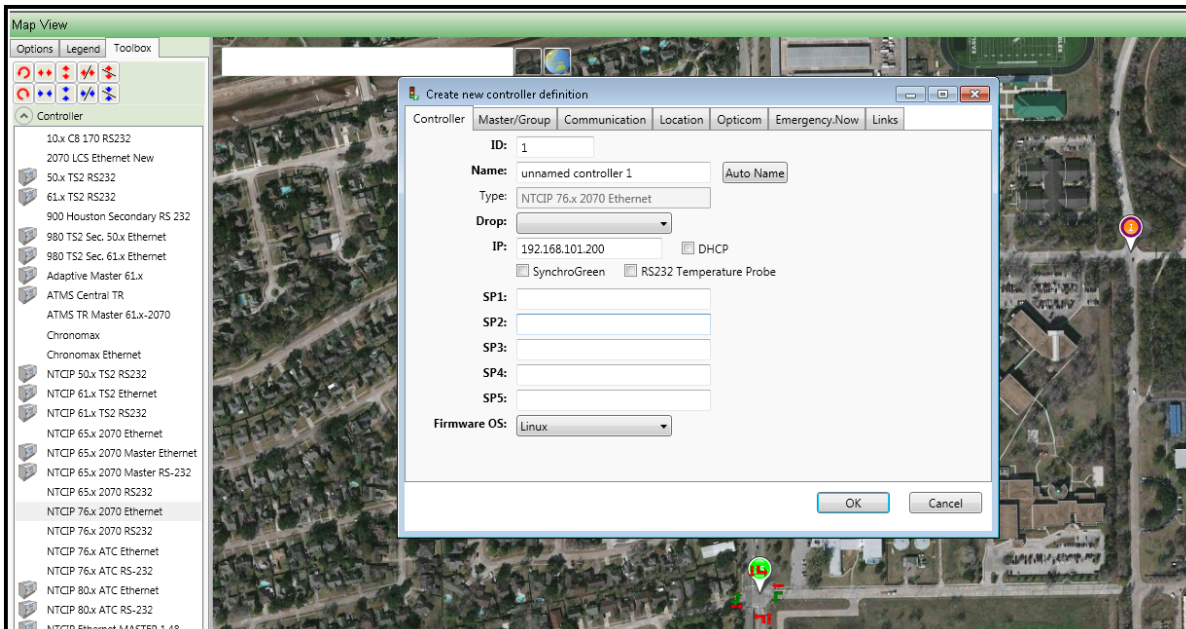 Map View
Options Legend Toolbox
Controller
10.x C8 170 RS232
2070 LCS Ethernet New
50.x TS2 RS232
61.x TS2 RS232
900 Houston Secondary RS 232
980 TS2 Sec. 50.x Ethernet
980 TS2 Sec. 61.x Ethernet
Adaptive Master 61.x
ATMS Central TR
ATMS TR Master 61.x-2070
Chronomax
Chronomax Ethernet
NTCIP 50.x TS2 RS232
NTCIP 61.x TS2 Ethernet
NTCIP 61.x TS2 RS232
NTCIP 65.x 2070 Ethernet
NTCIP 65.x 2070 Master Ethernet
NTCIP 65.x 2070 Master RS-232
NTCIP 65.x 2070 RS232
NTCIP 76.x 2070 Ethernet
NTCIP 76.x 2070 RS232
NTCIP 76.x ATC Ethernet
NTCIP 76.x ATC RS-232
NTCIP 80.x ATC Ethernet
NTCIP 80.x ATC RS-232
NTCIP Ethernet MASTER 1.48
Create new controller definition
Controller Master/Group Communication Location Opticom Emergency.Now Links
ID: 1
Name: unnamed controller 1 Auto Name
Type: NTCIP 76.x 2070 Ethernet
Drop:
IP: 192.168.101.200 DHCP
SynchroGreen RS232 Temperature Probe
SP1:
SP2:
SP3:
SP4:
SP5:
Firmware OS: Linux
OK Cancel
1